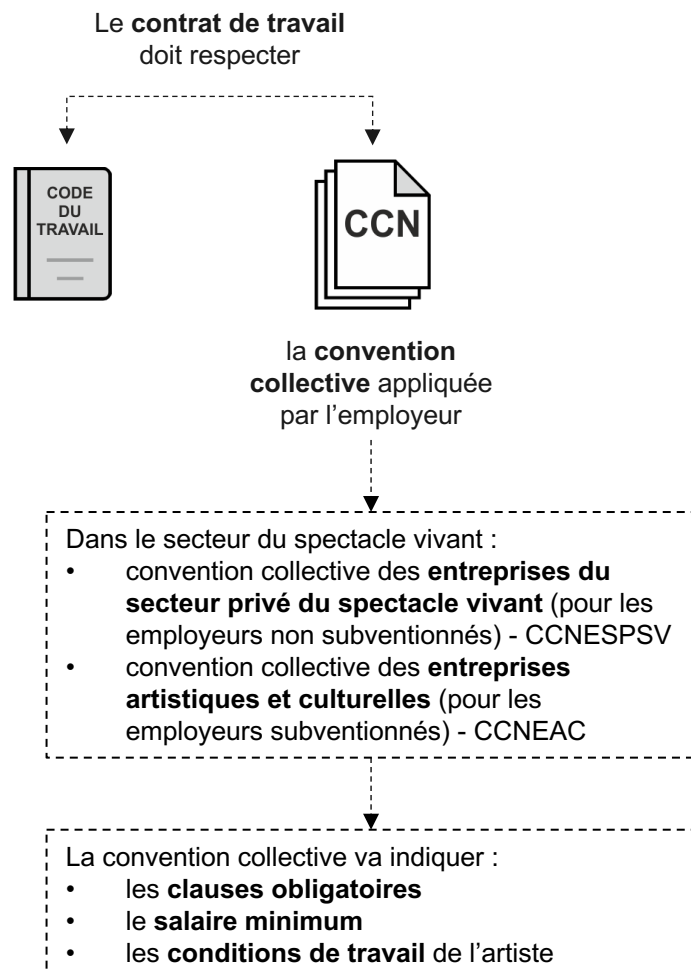 Le contrat de travail
doit respecter
CODE
DU
TRAVAIL
CCN
la convention
collective appliquée
par l’employeur
Dans le secteur du spectacle vivant :
• convention collective des entreprises du
secteur privé du spectacle vivant (pour les
employeurs non subventionnés) - CCNESPSV
• convention collective des entreprises
artistiques et culturelles (pour les
employeurs subventionnés) - CCNEAC
La convention collective va indiquer :
• les clauses obligatoires
• le salaire minimum
• les conditions de travail de l’artiste